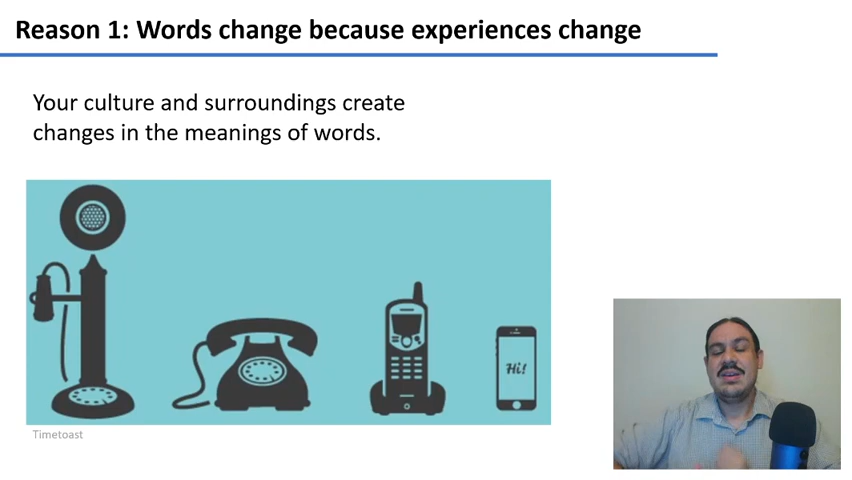 Reason 1: Words change because experiences change
Your culture and surroundings create
changes in the meanings of words.
Hi!
Timetoast